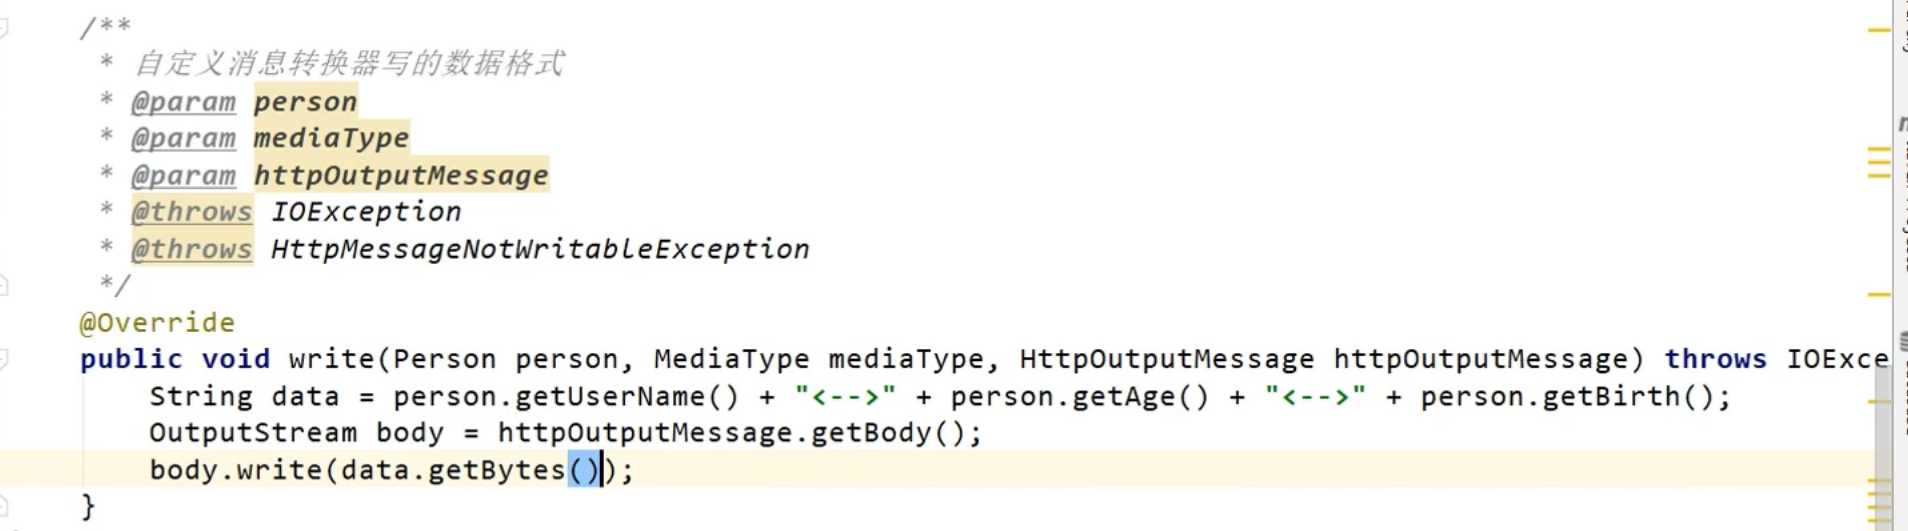 /**
* 自定义消息转换器写的数据格式
* @param person
* @param mediaType
* @param httpOutputMessage
* @throws IOException
* @throws HttpMessageNotWritableException
*/
@Override
public void write(Person person, MediaType mediaType, HttpOutputMessage httpOutputMessage) throws IOExce
String data = person.getUserName() + "<-->" + person.getAge() + "<-->" + person.getBirth();
OutputStream body = httpOutputMessage.getBody();
body.write(data.getBytes());
}